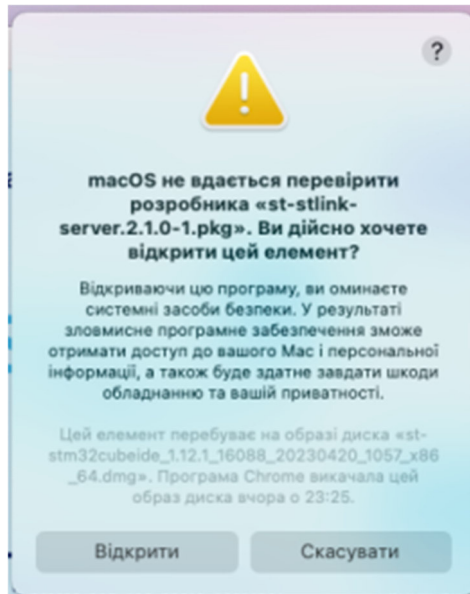 ?
macOS не вдається перевірити
розробника «st-stlink-
server.2.1.0-1.pkg». Ви дійсно хочете
відкрити цей елемент?
Відкриваючи цю програму, ви оминаєте
системні засоби безпеки. У результаті
зловмисне програмне забезпечення зможе
отримати доступ до вашого Mac і персональної
інформації, а також буде здатне завдати шкоди
обладнанню та вашій приватності.
Цей елемент перебуває на образі диска «st-
stm32cubeide_1.12.1_16088_20230420_1057_x86
_64.dmg». Програма Chrome викачала цей
образ диска вчора о 23:25.
Відкрити
Скасувати